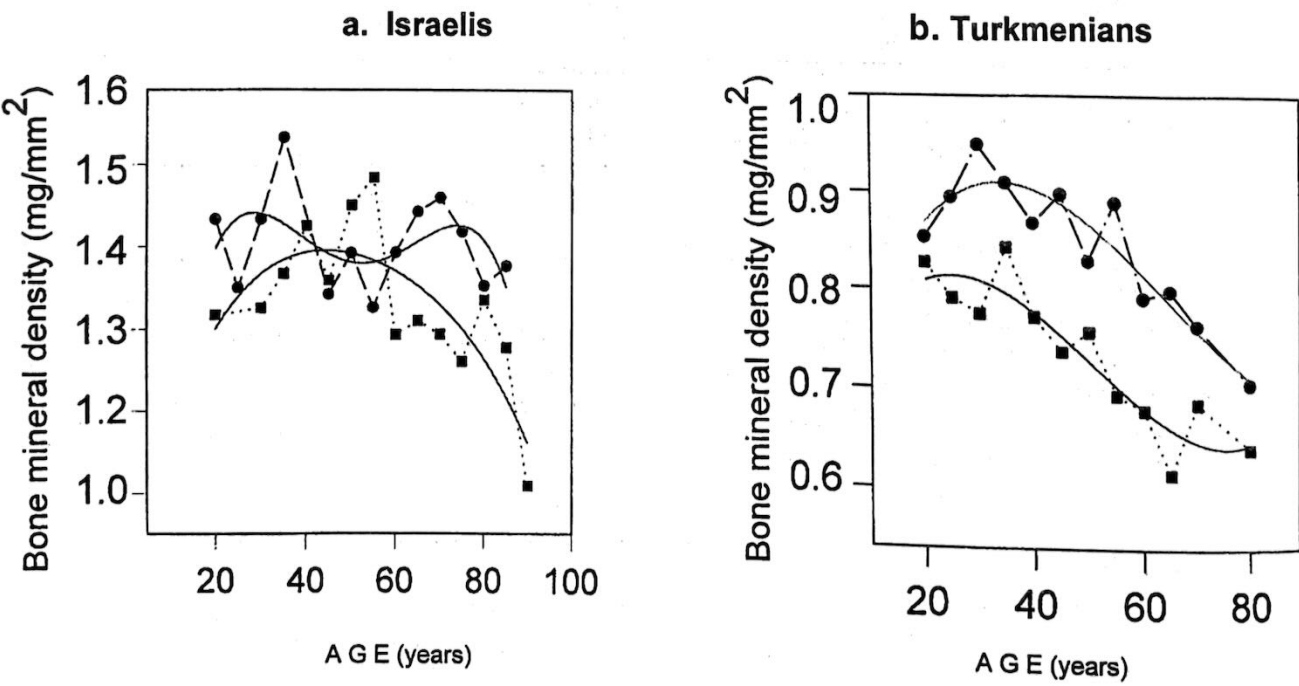 a. Israelis
Bone mineral density (mg/mm²)
1.6
1.5
1.4
1.3
1.2
1.0
20 40 60 80 100
A G E (years)
b. Turkmenians
Bone mineral density (mg/mm²)
1.0
0.9
0.8
0.7
0.6
20 40 60 80
A G E (years)